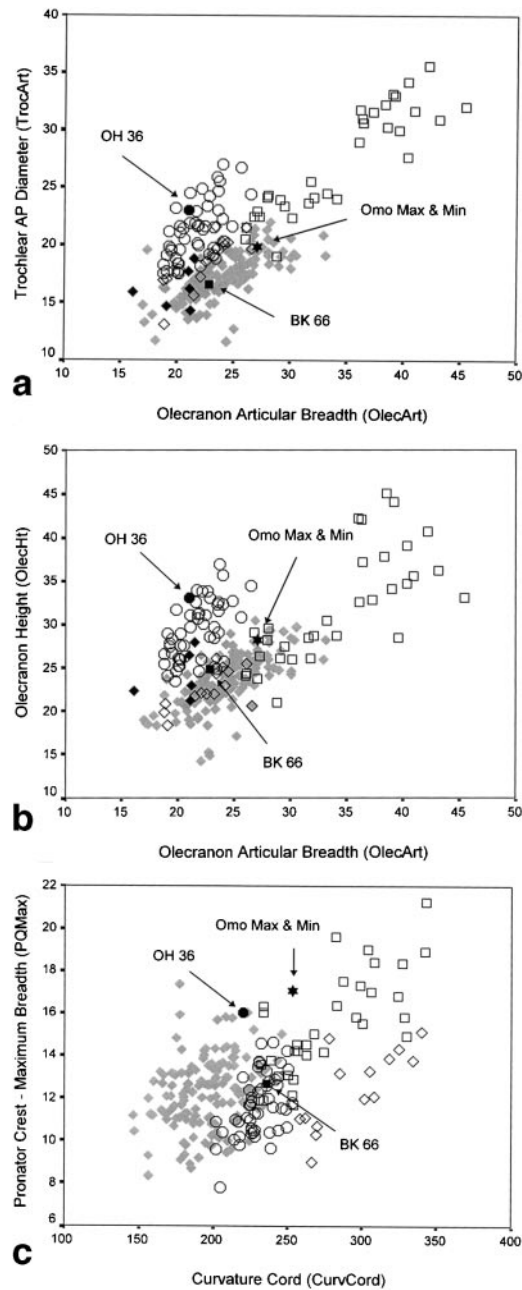 50
40
30
20
15
10
OH 36
Omo Max & Min
BK 66
10 15 20 25 30 35 40 45 50
Trochlear AP Diameter (TrocArt)
a
Olecranon Articular Breadth (OlecArt)
50
45
40
35
30
25
20
15
10
OH 36
Omo Max & Min
BK 66
10 15 20 25 30 35 40 45 50
Olecranon Height (OlecHt)
b
Olecranon Articular Breadth (OlecArt)
22
20
18
16
14
12
10
8
6
OH 36
Omo Max & Min
BK 66
100 150 200 250 300 350 400
Pronator Crest - Maximum Breadth (PQMax)
c
Curvature Cord (CurvCord)